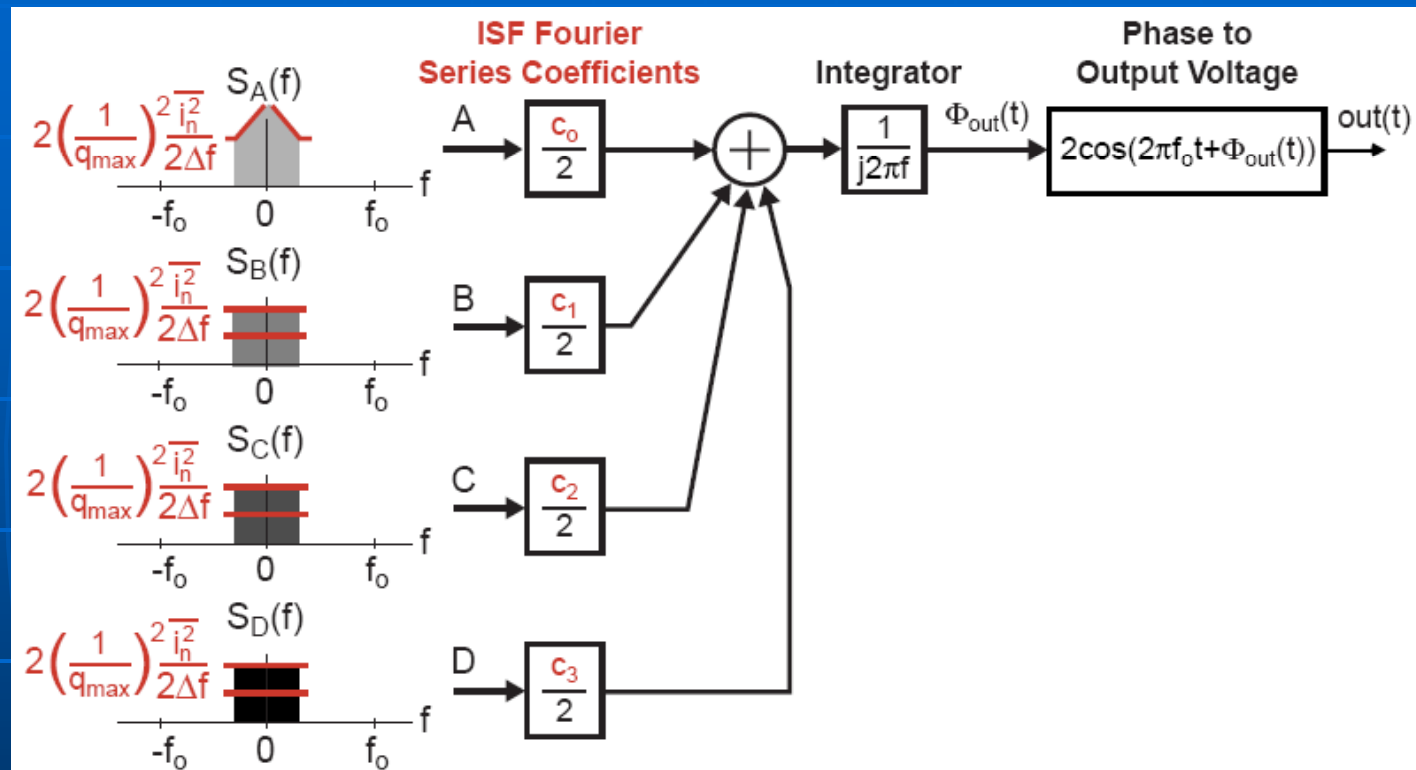 ISF Fourier
Series Coefficients
Integrator
Phase to
Output Voltage
S_A(f)
2(1/q_max)^2 i_n^2/2Δf
-f_o 0 f_o f
A
c_o/2
+
1/j2πf
Φ_out(t)
2cos(2πf_ot+Φ_out(t))
out(t)
S_B(f)
2(1/q_max)^2 i_n^2/2Δf
-f_o 0 f_o f
B
c_1/2
S_C(f)
2(1/q_max)^2 i_n^2/2Δf
-f_o 0 f_o f
C
c_2/2
S_D(f)
2(1/q_max)^2 i_n^2/2Δf
-f_o 0 f_o f
D
c_3/2